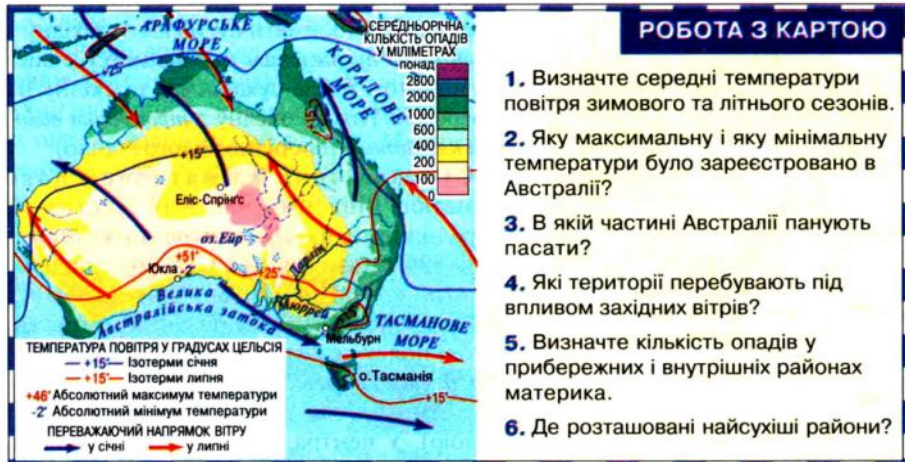 АРАФУРСЬКЕ
МОРЕ
-25°
КОРАЛОВЕ
МОРЕ
-15°
+15°
Еліс-Спрінгс
оз. Ейр
+51°
Юкла
-2°
25°
Дарлінг
Муррей
Велика
Австралійська затока
Мельбурн
ТАСМАНОВЕ
МОРЕ
о.Тасманія
+15°
СЕРЕДНЬОРІЧНА
КІЛЬКІСТЬ ОПАДІВ
У МІЛІМЕТРАХ
понад
2800
2000
1000
600
400
200
100
0
ТЕМПЕРАТУРА ПОВІТРЯ У ГРАДУСАХ ЦЕЛЬСІЯ
+15° Ізотерми січня
+15° Ізотерми липня
+46° Абсолютний максимум температури
-2° Абсолютний мінімум температури
ПЕРЕВАЖАЮЧИЙ НАПРЯМОК ВІТРУ
у січні у липні
РОБОТА З КАРТОЮ
1. Визначте середні температури
повітря зимового та літнього сезонів.
2. Яку максимальну і яку мінімальну
температури було зареєстровано в
Австралії?
3. В якій частині Австралії панують
пасати?
4. Які території перебувають під
впливом західних вітрів?
5. Визначте кількість опадів у
прибережних і внутрішніх районах
материка.
6. Де розташовані найсухіші райони?